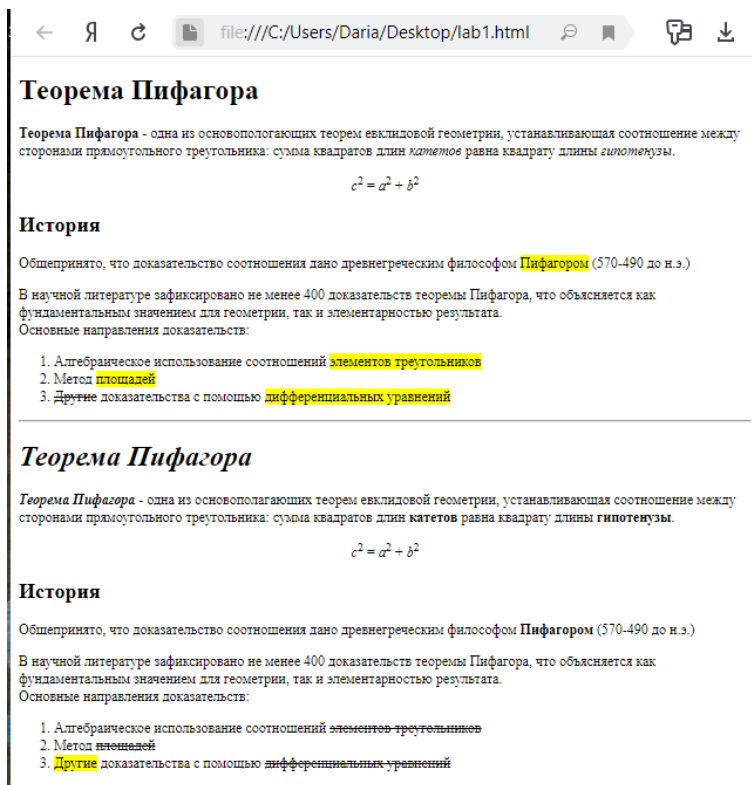 Я file:///C:/Users/Daria/Desktop/lab1.html
Теорема Пифагора
Теорема Пифагора - одна из основопологающих теорем евклидовой геометрии, устанавливающая соотношение между
сторонами прямоугольного треугольника: сумма квадратов длин катетов равна квадрату длины гипотенузы.
c² = a² + b²
История
Общепринято, что доказательство соотношения дано древнегреческим философом Пифагором (570-490 до н.э.)
В научной литературе зафиксировано не менее 400 доказательств теоремы Пифагора, что объясняется как
фундаментальным значением для геометрии, так и элементарностью результата.
Основные направления доказательств:
1. Алгебраическое использование соотношений элементов треугольников
2. Метод площадей
3. Другие доказательства с помощью дифференциальных уравнений
Теорема Пифагора
Теорема Пифагора - одна из основополагающих теорем евклидовой геометрии, устанавливающая соотношение между
сторонами прямоугольного треугольника: сумма квадратов длин катетов равна квадрату длины гипотенузы.
c² = a² + b²
История
Общепринято, что доказательство соотношения дано древнегреческим философом Пифагором (570-490 до н.э.)
В научной литературе зафиксировано не менее 400 доказательств теоремы Пифагора, что объясняется как
фундаментальным значением для геометрии, так и элементарностью результата.
Основные направления доказательств:
1. Алгебраическое использование соотношений элементов треугольников
2. Метод площадей
3. Другие доказательства с помощью дифференциальных уравнений